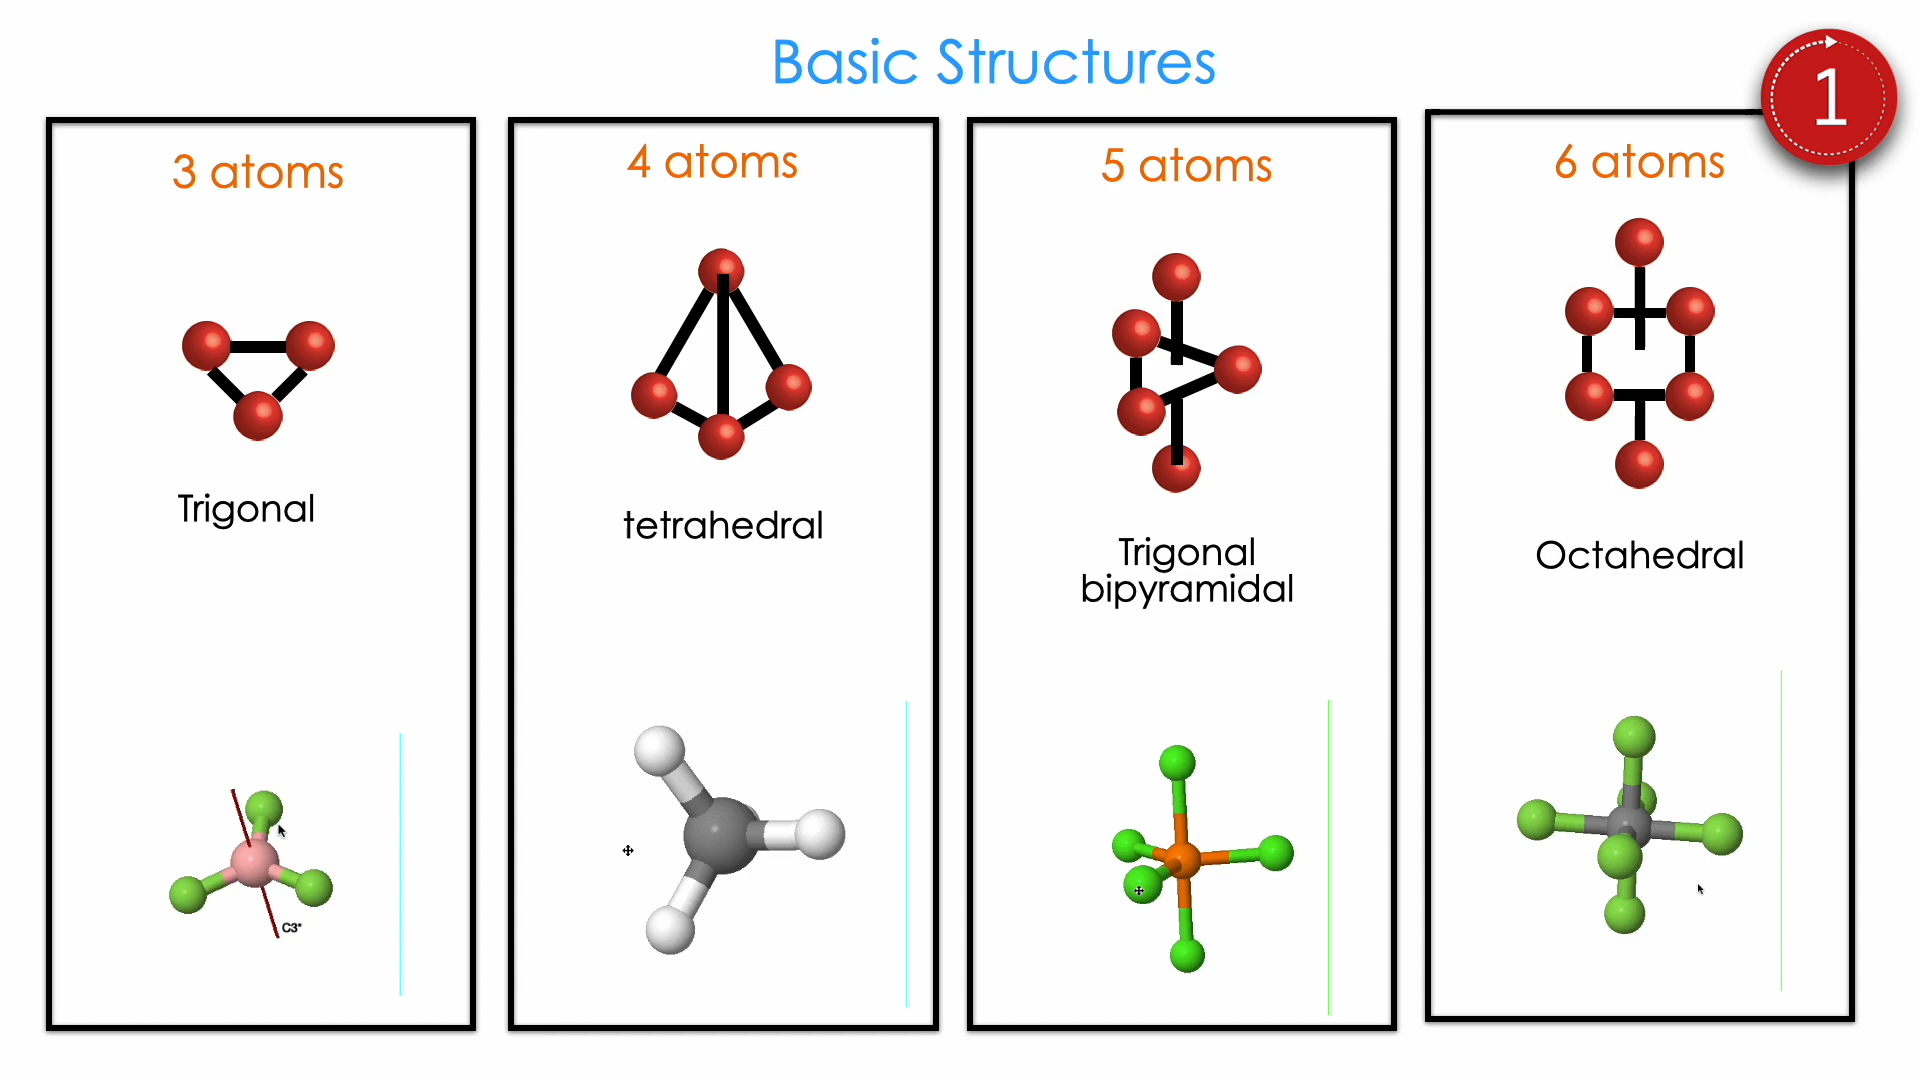 Basic Structures
1
3 atoms
4 atoms
5 atoms
6 atoms
Trigonal
tetrahedral
Trigonal
bipyramidal
Octahedral
C3*